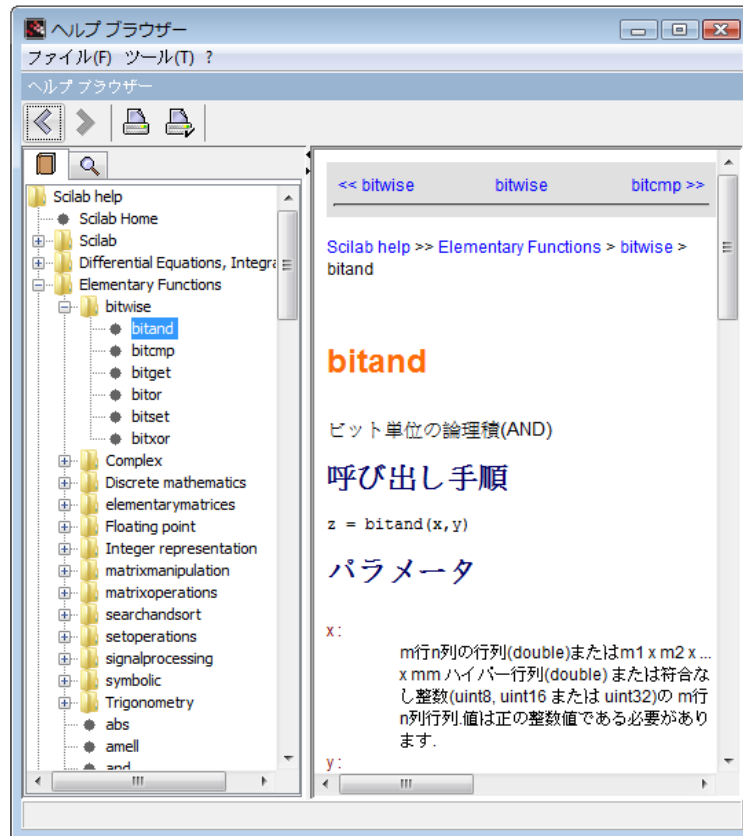 ヘルプ ブラウザー
ファイル(F) ツール(T) ?
ヘルプ ブラウザー
Scilab help
Scilab Home
Scilab
Differential Equations, Integra
Elementary Functions
bitwise
bitand
bitcmp
bitget
bitor
bitset
bitxor
Complex
Discrete mathematics
elementarymatrices
Floating point
Integer representation
matrixmanipulation
matrixoperations
searchandsort
setoperations
signalprocessing
symbolic
Trigonometry
abs
amell
and
<< bitwise bitwise bitcmp >>
Scilab help >> Elementary Functions > bitwise >
bitand
bitand
ビット単位の論理積(AND)
呼び出し手順
z = bitand(x,y)
パラメータ
x:
m行n列の行列(double)またはm1 x m2 x ...
x mm ハイパー行列(double) または符合な
し整数(uint8, uint16 または uint32)の m行
n列行列.値は正の整数値である必要があり
ます.
y: